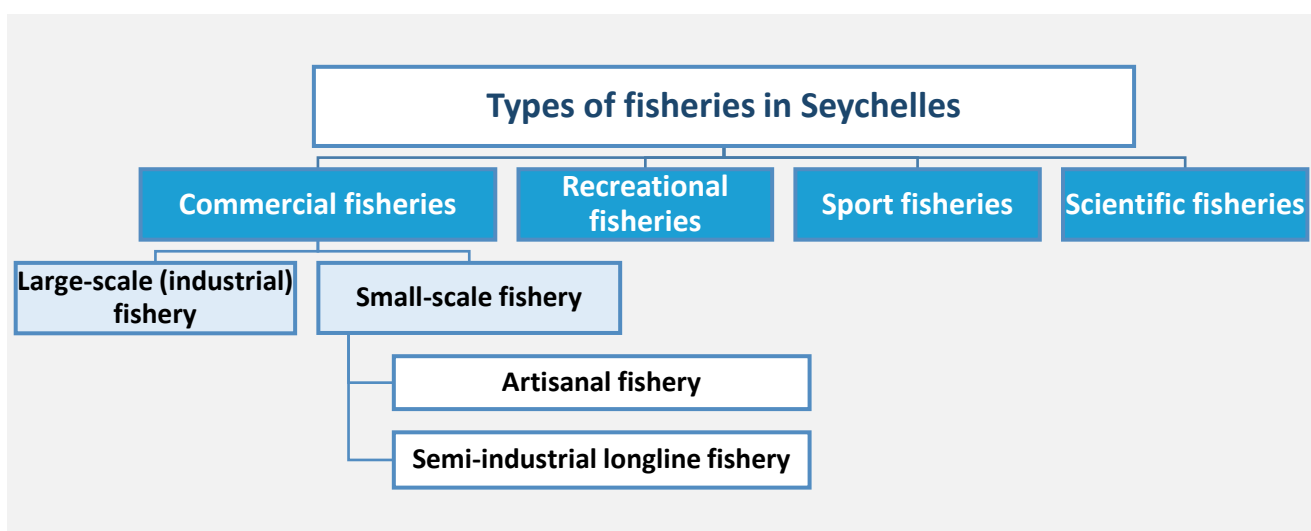 Types of fisheries in Seychelles
Commercial fisheries
Recreational
fisheries
Sport fisheries
Scientific fisheries
Large-scale (industrial)
fishery
Small-scale fishery
Artisanal fishery
Semi-industrial longline fishery